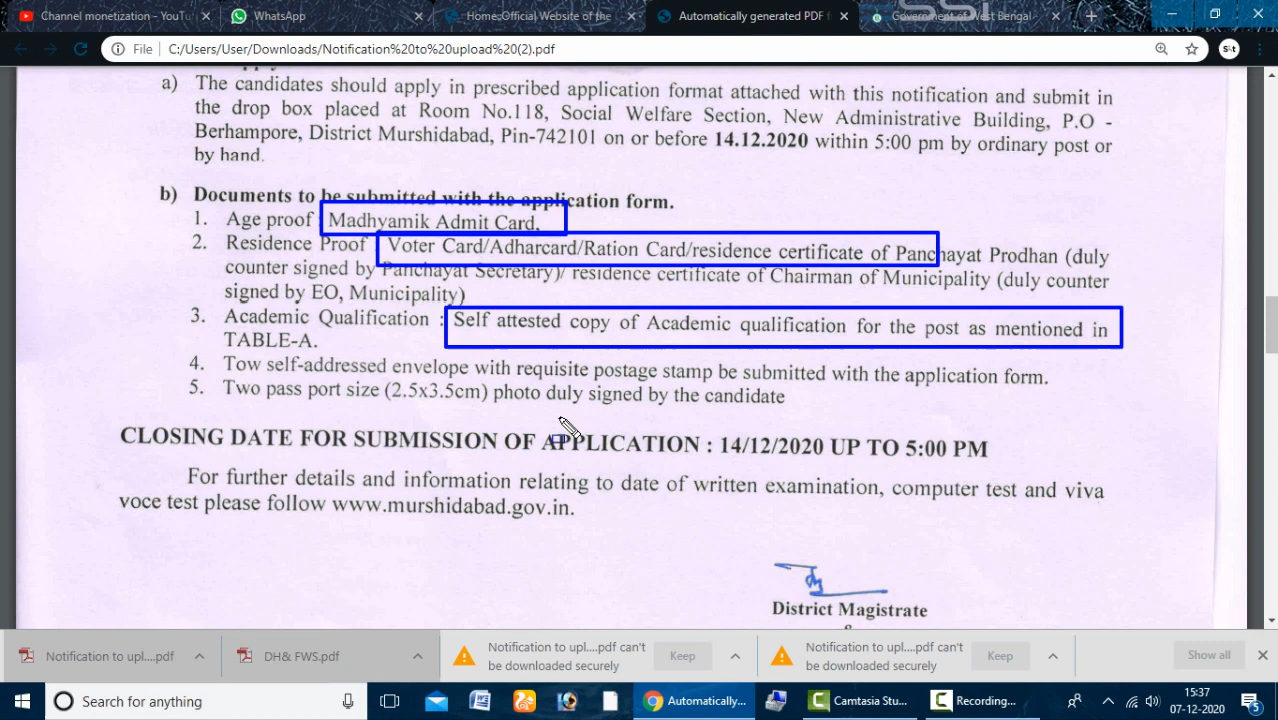 Channel monetization - YouTu
WhatsApp
Home:Official Website of the
Automatically generated PDF f
Government of West Bengal
File
C:/Users/User/Downloads/Notification%20to%20upload%20(2).pdf
S¼t
a) The candidates should apply in prescribed application format attached with this notification and submit in
the drop box placed at Room No.118, Social Welfare Section, New Administrative Building, P.O -
Berhampore, District Murshidabad, Pin-742101 on or before 14.12.2020 within 5:00 pm by ordinary post or
by hand.
b) Documents to be submitted with the application form.
1. Age proof : Madhyamik Admit Card,
2. Residence Proof : Voter Card/Adharcard/Ration Card/residence certificate of Panchayat Prodhan (duly
counter signed by Panchayat Secretary)/ residence certificate of Chairman of Municipality (duly counter
signed by EO, Municipality)
3. Academic Qualification : Self attested copy of Academic qualification for the post as mentioned in
TABLE-A.
4. Tow self-addressed envelope with requisite postage stamp be submitted with the application form.
5. Two pass port size (2.5x3.5cm) photo duly signed by the candidate
CLOSING DATE FOR SUBMISSION OF APPLICATION : 14/12/2020 UP TO 5:00 PM
For further details and information relating to date of written examination, computer test and viva
voce test please follow www.murshidabad.gov.in.
District Magistrate
Notification to upl....pdf
DH& FWS.pdf
Notification to upl....pdf can't
be downloaded securely
Keep
Notification to upl....pdf can't
be downloaded securely
Keep
Show all
Search for anything
Automatically...
Camtasia Stu...
Recording...
15:37
07-12-2020
5